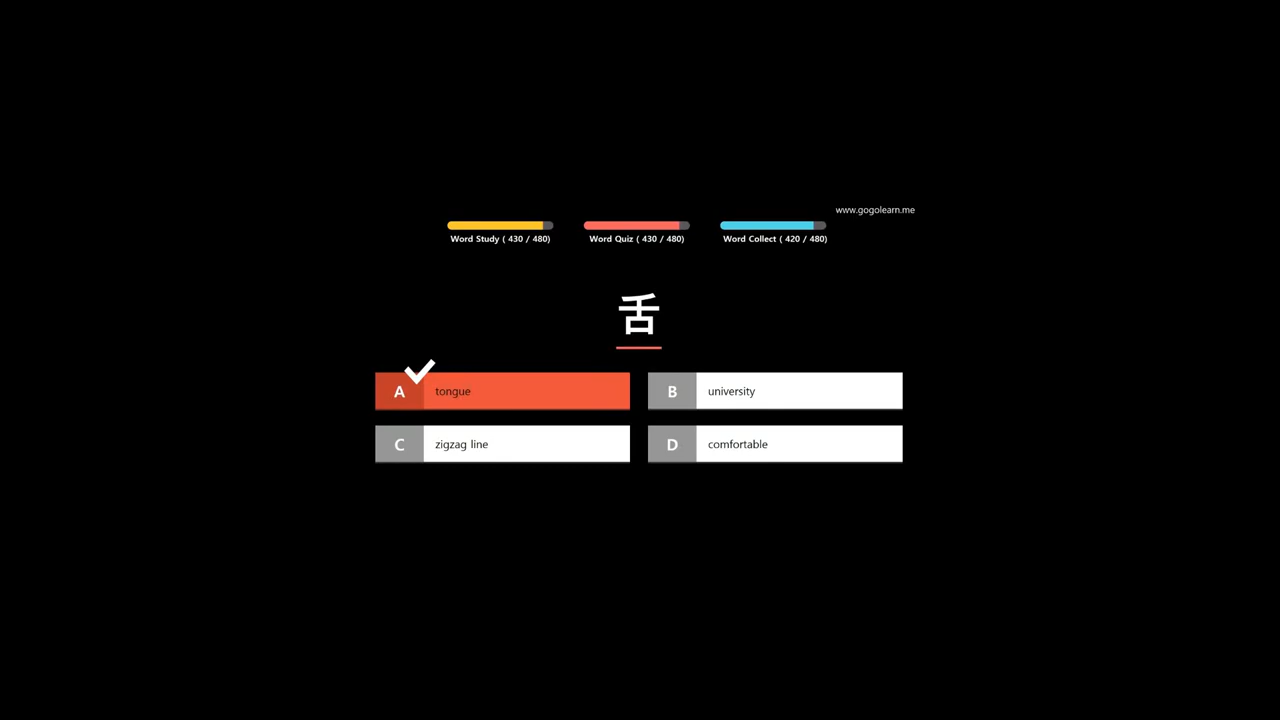 www.gogolearn.me
Word Study ( 430 / 480)
Word Quiz ( 430 / 480)
Word Collect ( 420 / 480)
舌
A tongue
B university
C zigzag line
D comfortable